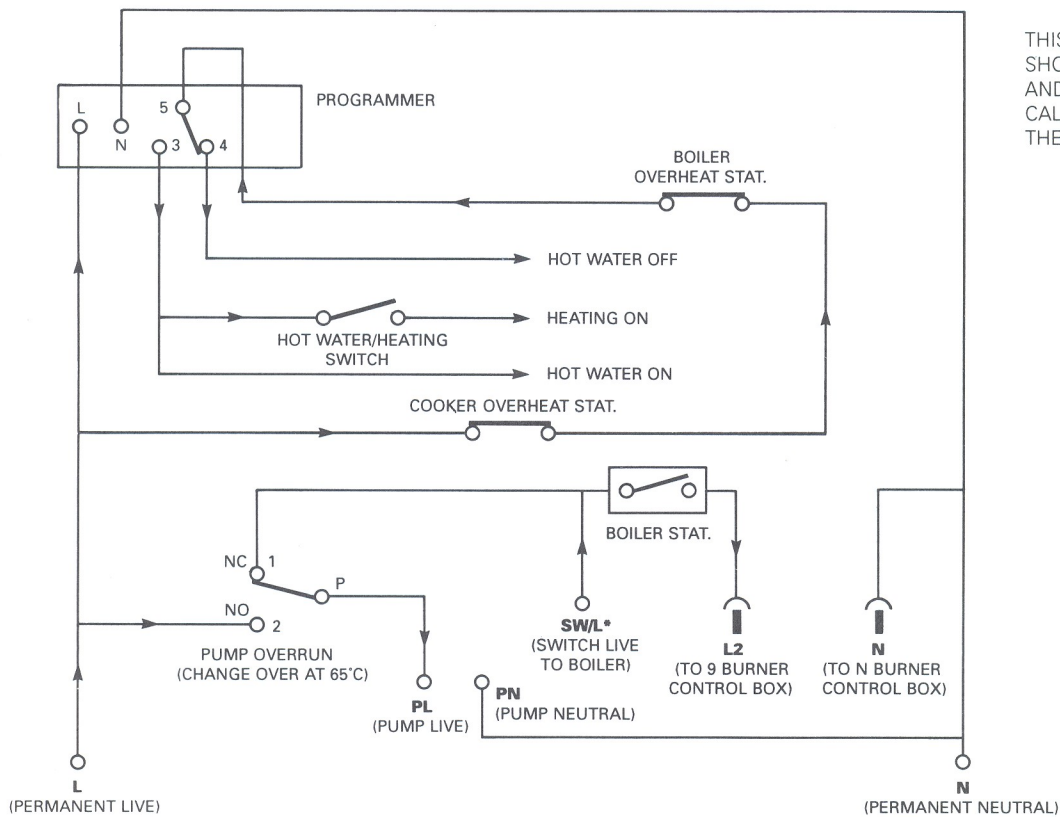 THIS
SHO
AND
CAL
THE
PROGRAMMER
L
N
5
3
4
BOILER
OVERHEAT STAT.
HOT WATER OFF
HEATING ON
HOT WATER/HEATING
SWITCH
HOT WATER ON
COOKER OVERHEAT STAT.
BOILER STAT.
NC 1
P
NO 2
PUMP OVERRUN
(CHANGE OVER AT 65°C)
SW/L*
(SWITCH LIVE
TO BOILER)
L2
(TO 9 BURNER
CONTROL BOX)
N
(TO N BURNER
CONTROL BOX)
PL
(PUMP LIVE)
PN
(PUMP NEUTRAL)
L
(PERMANENT LIVE)
N
(PERMANENT NEUTRAL)